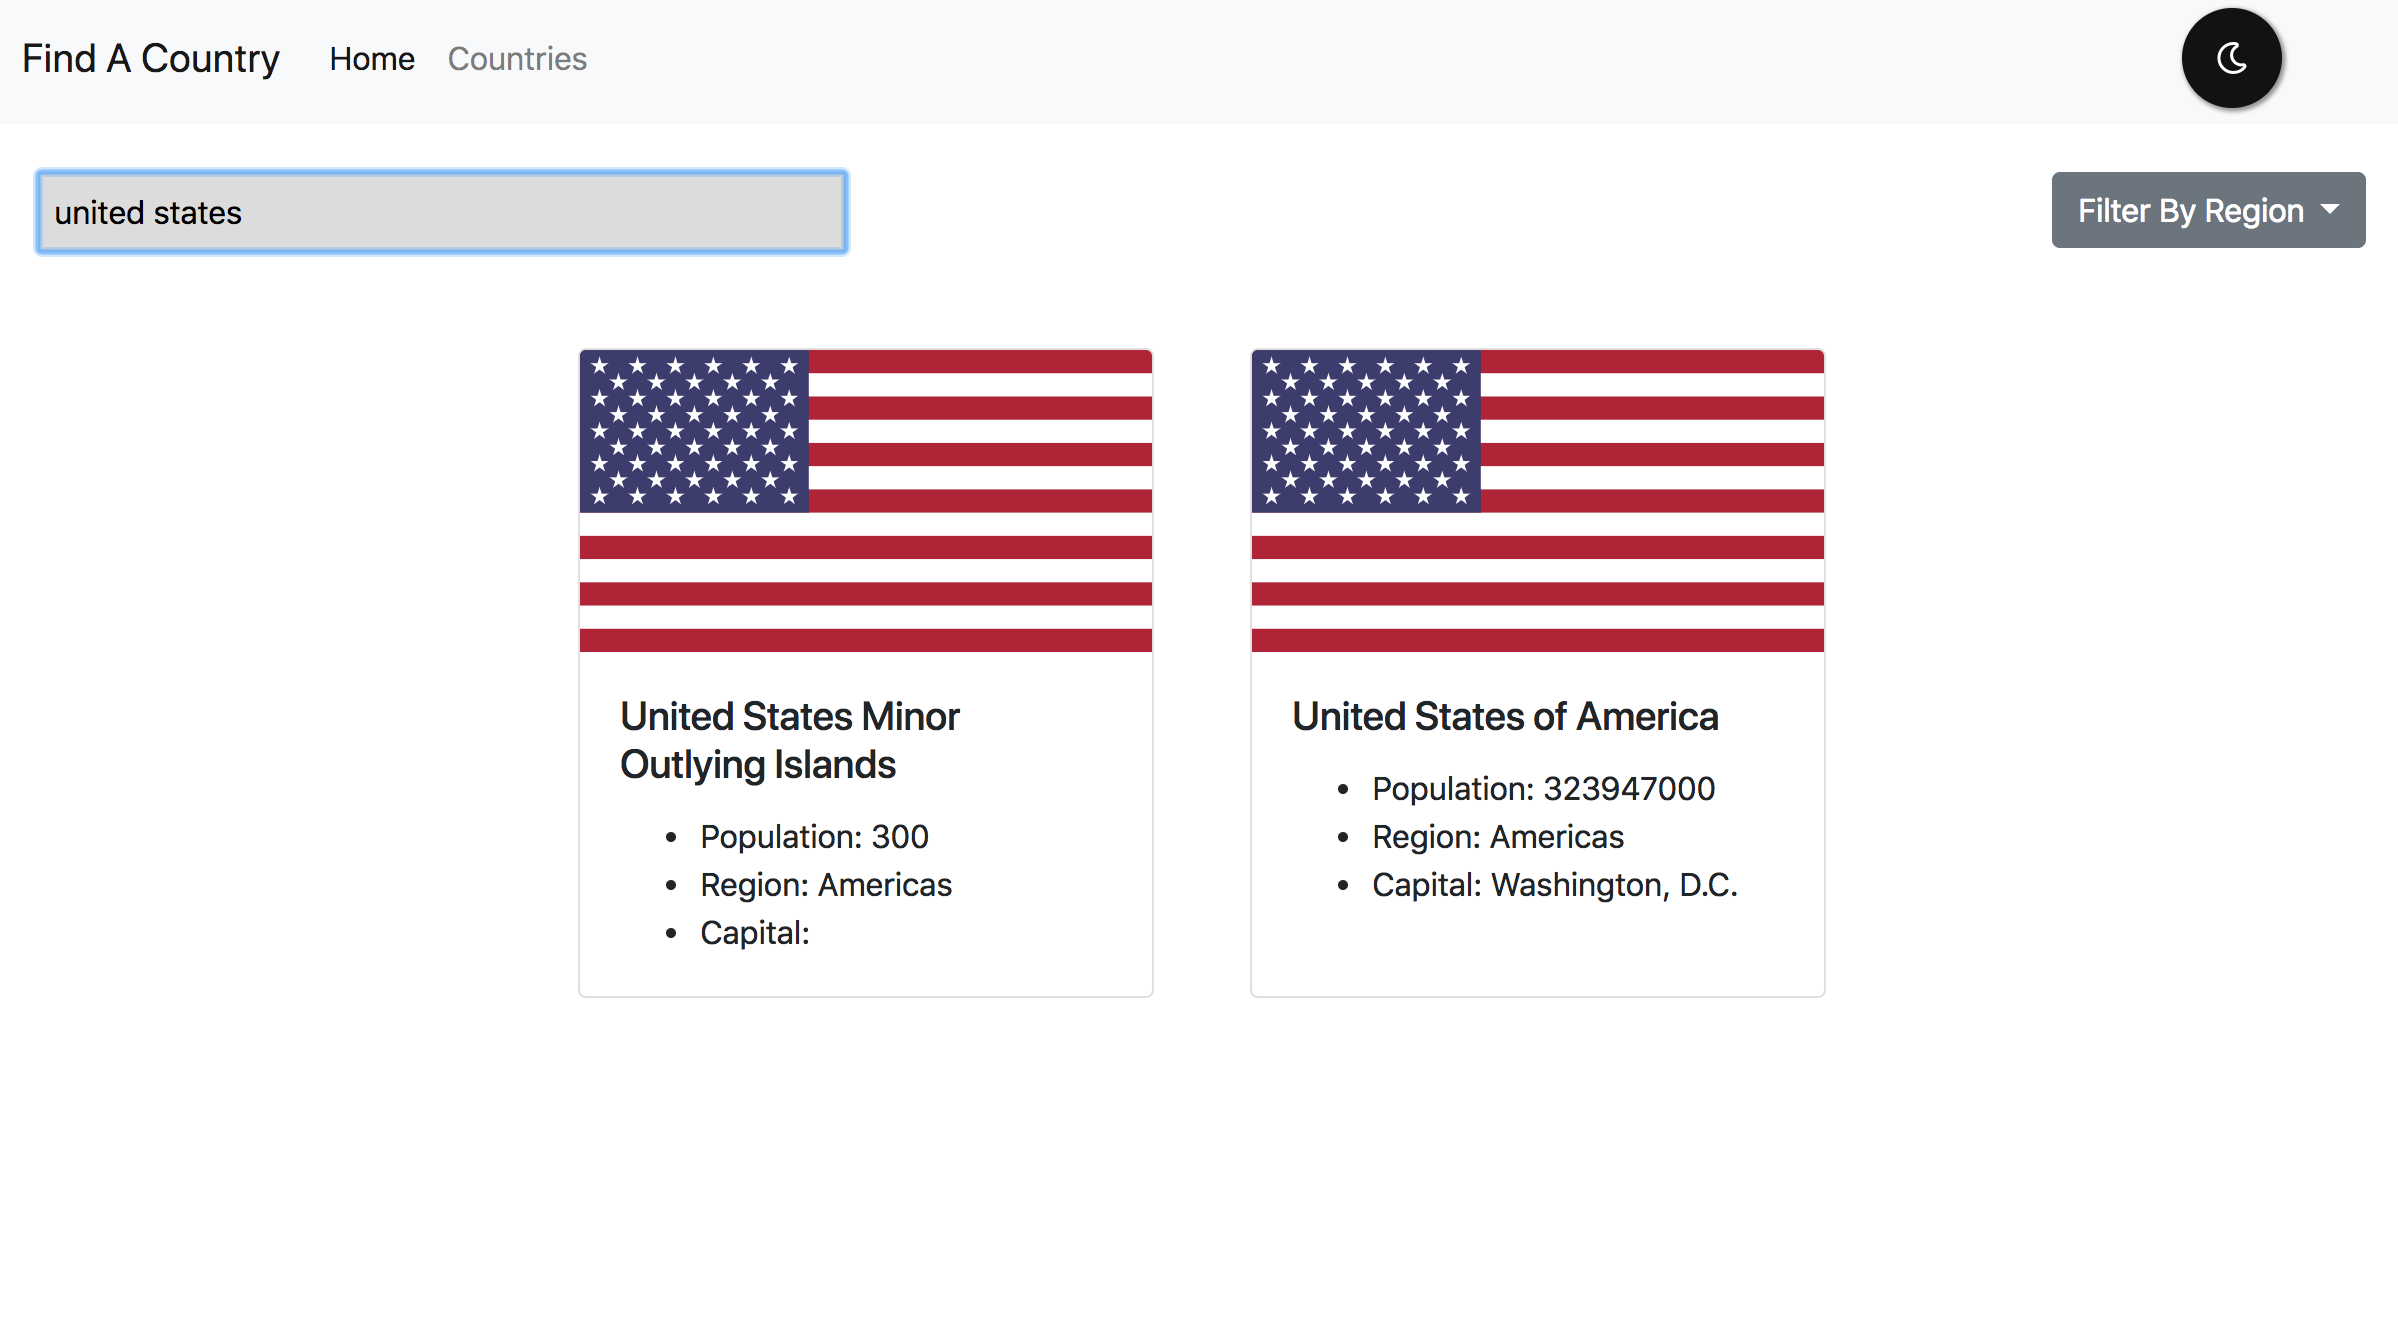 Find A Country Home Countries
united states
Filter By Region
United States Minor
Outlying Islands
• Population: 300
• Region: Americas
• Capital:
United States of America
• Population: 323947000
• Region: Americas
• Capital: Washington, D.C.